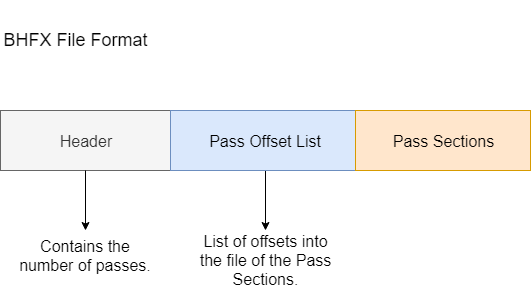 BHFX File Format
Header
Pass Offset List
Pass Sections
Contains the
number of passes.
List of offsets into
the file of the Pass
Sections.